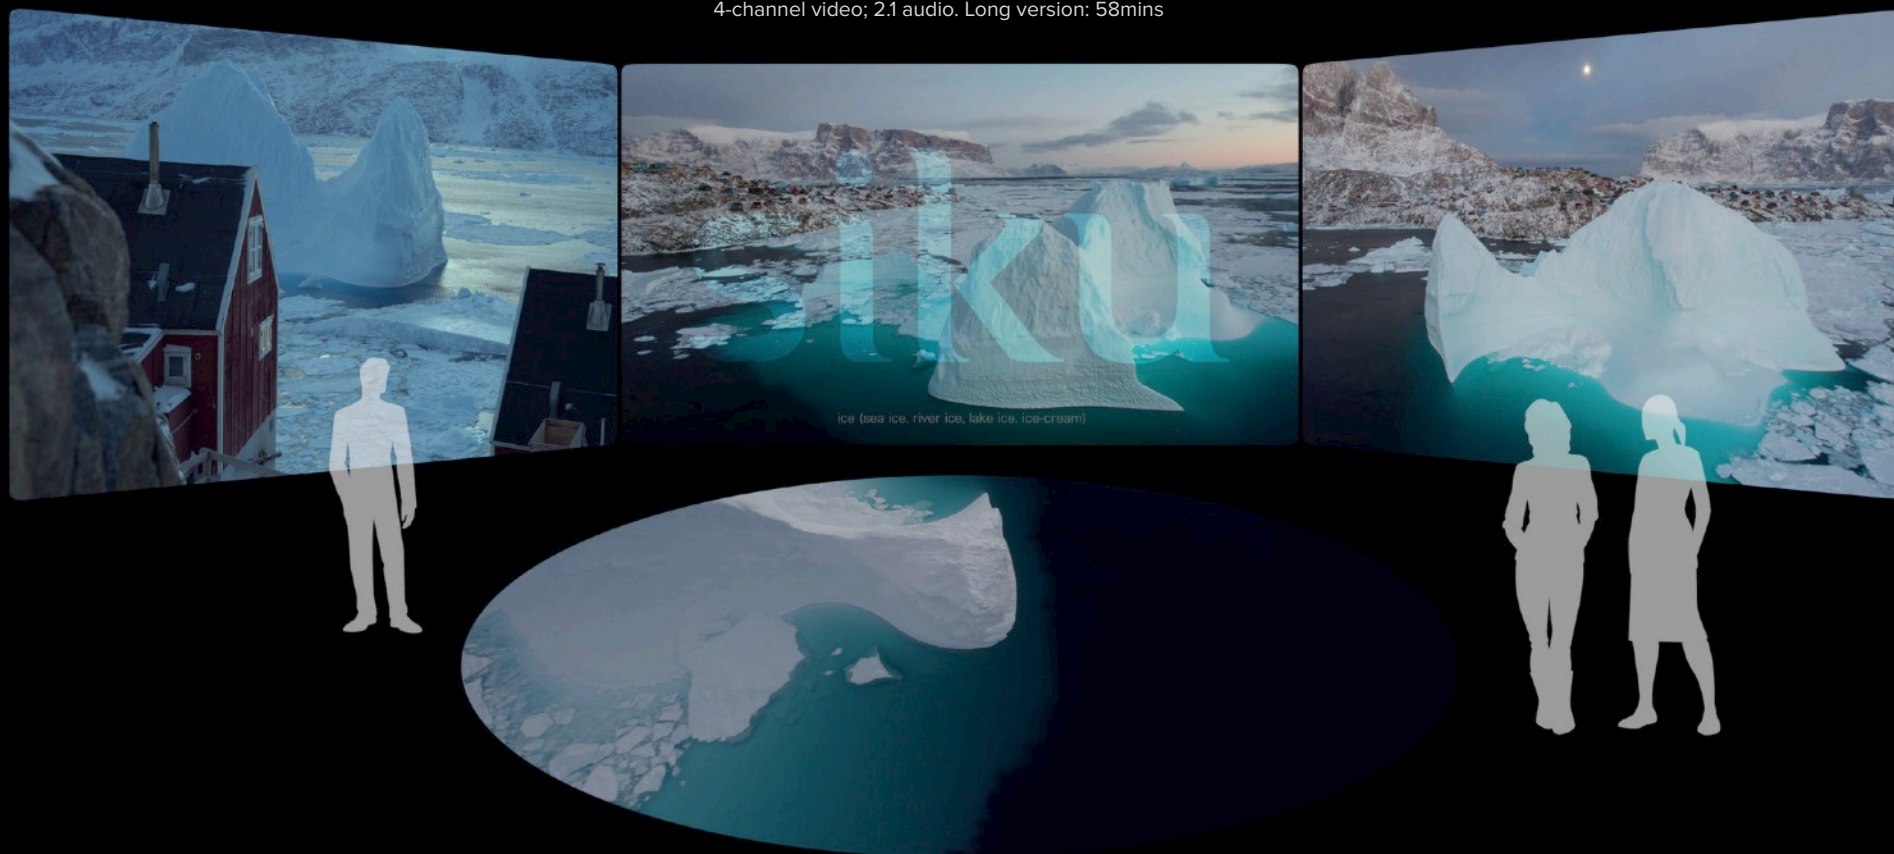 4-channel video; 2.1 audio. Long version: 58mins
siku
ice (sea ice, river ice, lake ice, ice-cream)